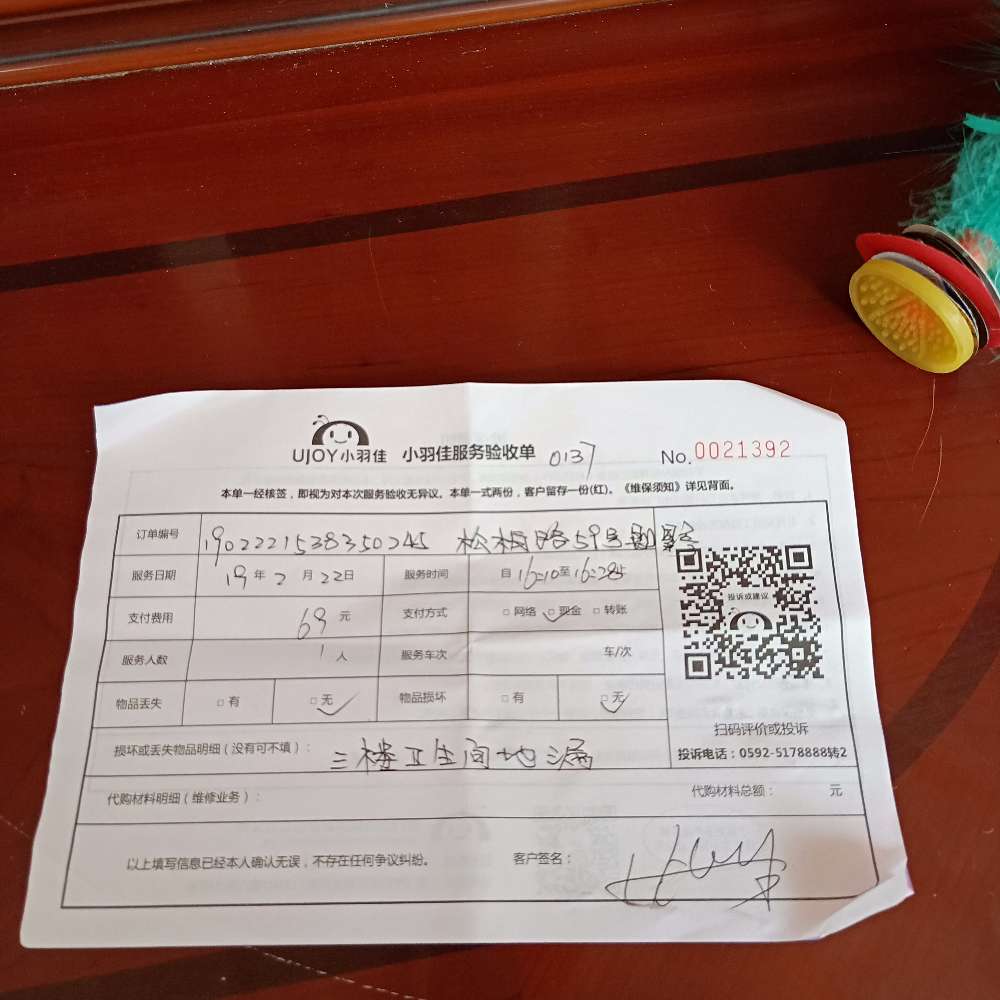 UJOY小羽佳 小羽佳服务验收单 0137 No.0021392
本单一经核签，即视为对本次服务验收无异议。本单一式两份，客户留存一份(红)。《维保须知》详见背面。
订单编号 1902221538350245 松柏路59号
服务日期 19年2月22日 服务时间 自16:10至16:285
支付费用 69元 支付方式 □网络 □现金 □转账
服务人数 1人 服务车次 车/次
物品丢失 □有 □无 物品损坏 □有 □无
投诉或建议
扫码评价或投诉
投诉电话：0592-5178888转2
损坏或丢失物品明细（没有可不填）： 三楼卫生间地漏
代购材料明细（维修业务）： 代购材料总额： 元
以上填写信息已经本人确认无误，不存在任何争议纠纷。 客户签名：